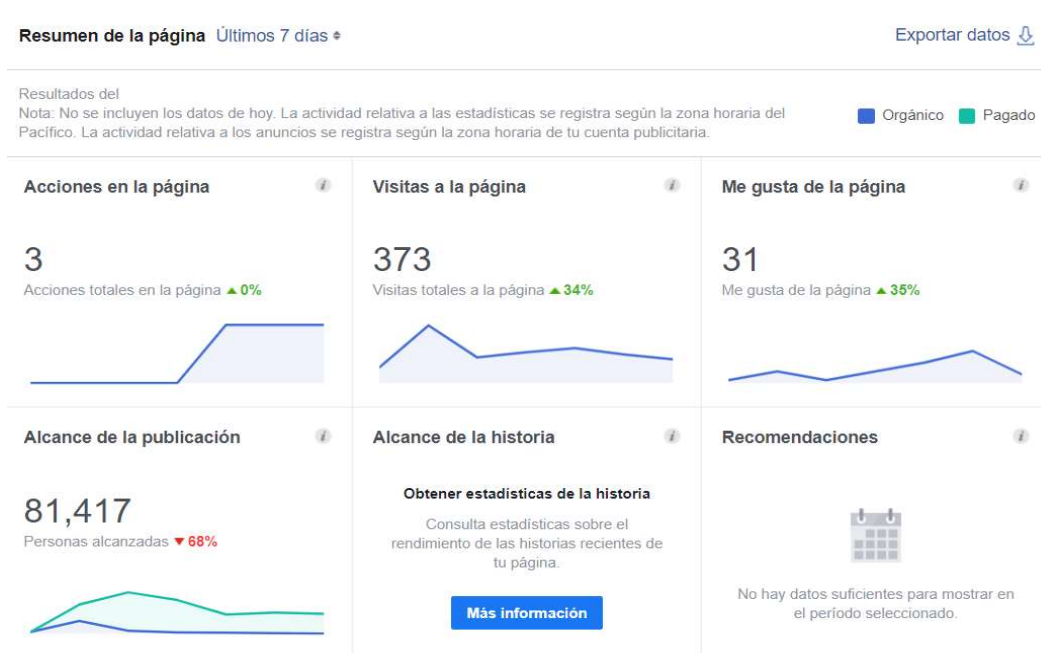 Resumen de la página Últimos 7 días
Exportar datos
Resultados del
Nota: No se incluyen los datos de hoy. La actividad relativa a las estadísticas se registra según la zona horaria del
Pacífico. La actividad relativa a los anuncios se registra según la zona horaria de tu cuenta publicitaria.
Orgánico Pagado
Acciones en la página
3
Acciones totales en la página 0%
Visitas a la página
373
Visitas totales a la página 34%
Me gusta de la página
31
Me gusta de la página 35%
Alcance de la publicación
81,417
Personas alcanzadas 68%
Alcance de la historia
Obtener estadísticas de la historia
Consulta estadísticas sobre el
rendimiento de las historias recientes de
tu página.
Más información
Recomendaciones
No hay datos suficientes para mostrar en
el período seleccionado.